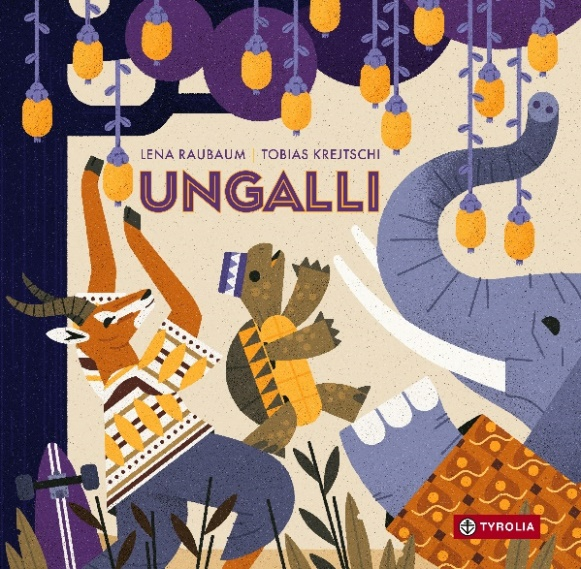 LENA RAUBAUM | TOBIAS KREJTSCHI
UNGALLI
TYROLIA